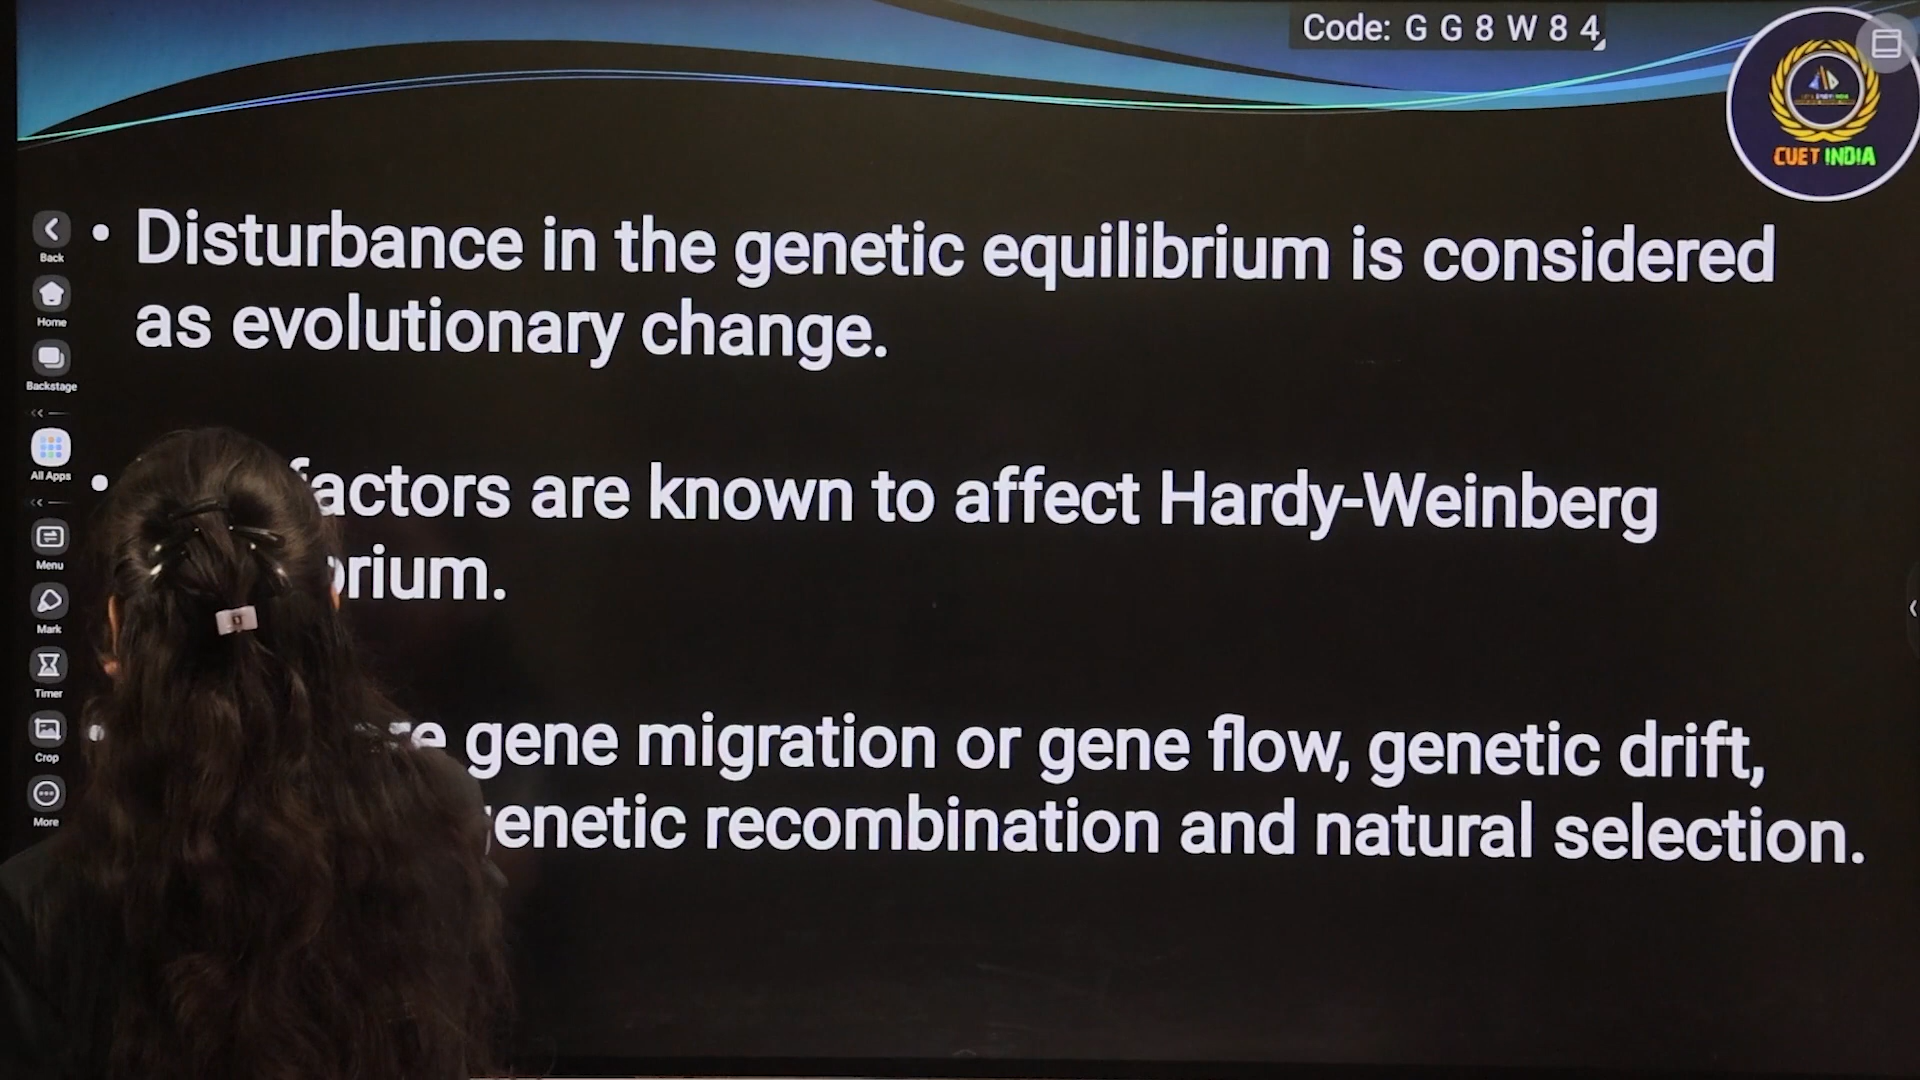 Code: G G 8 W 8 4
CUET INDIA
Back
Home
Backstage
All Apps
Menu
Mark
Timer
Crop
More
• Disturbance in the genetic equilibrium is considered
as evolutionary change.
• factors are known to affect Hardy-Weinberg
rium.
• gene migration or gene flow, genetic drift,
enetic recombination and natural selection.